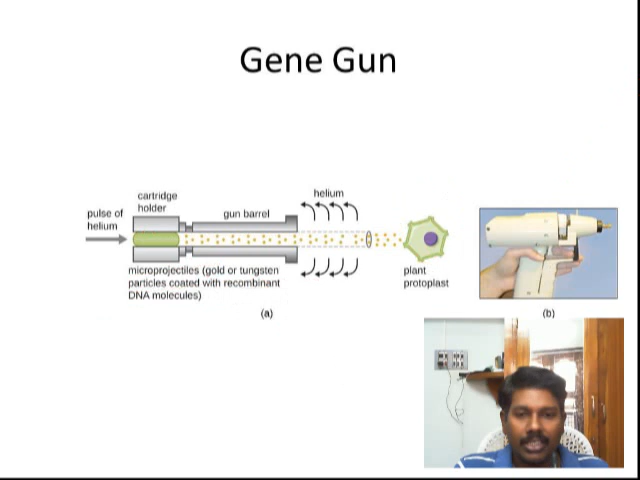 Gene Gun
cartridge
holder
helium
pulse of
helium
gun barrel
microprojectiles (gold or tungsten
particles coated with recombinant
DNA molecules)
plant
protoplast
(a)
(b)